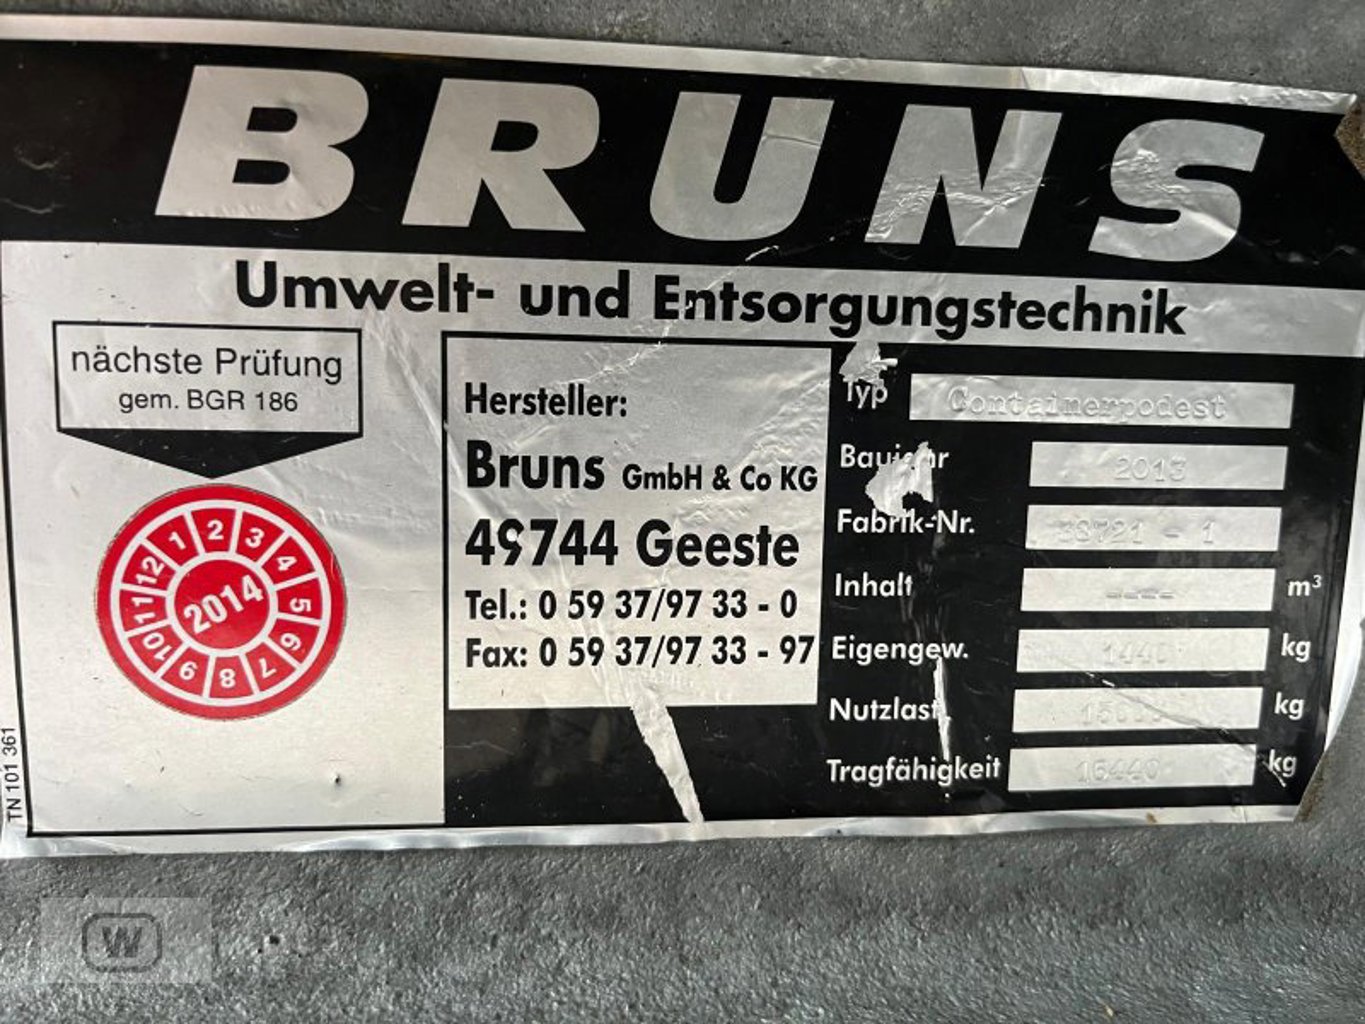 BRUNS
Umwelt- und Entsorgungstechnik
nächste Prüfung
gem. BGR 186
1 2 3 4 5 6 7 8 9 10 11 12
2014
TN 101 361
Hersteller:
Bruns GmbH & Co KG
49744 Geeste
Tel.: 0 59 37/97 33 - 0
Fax: 0 59 37/97 33 - 97
Typ Containerpodest
Baujahr 2013
Fabrik-Nr. - 1
Inhalt ---- m³
Eigengew. 1440 kg
Nutzlast kg
Tragfähigkeit 16440 kg
W